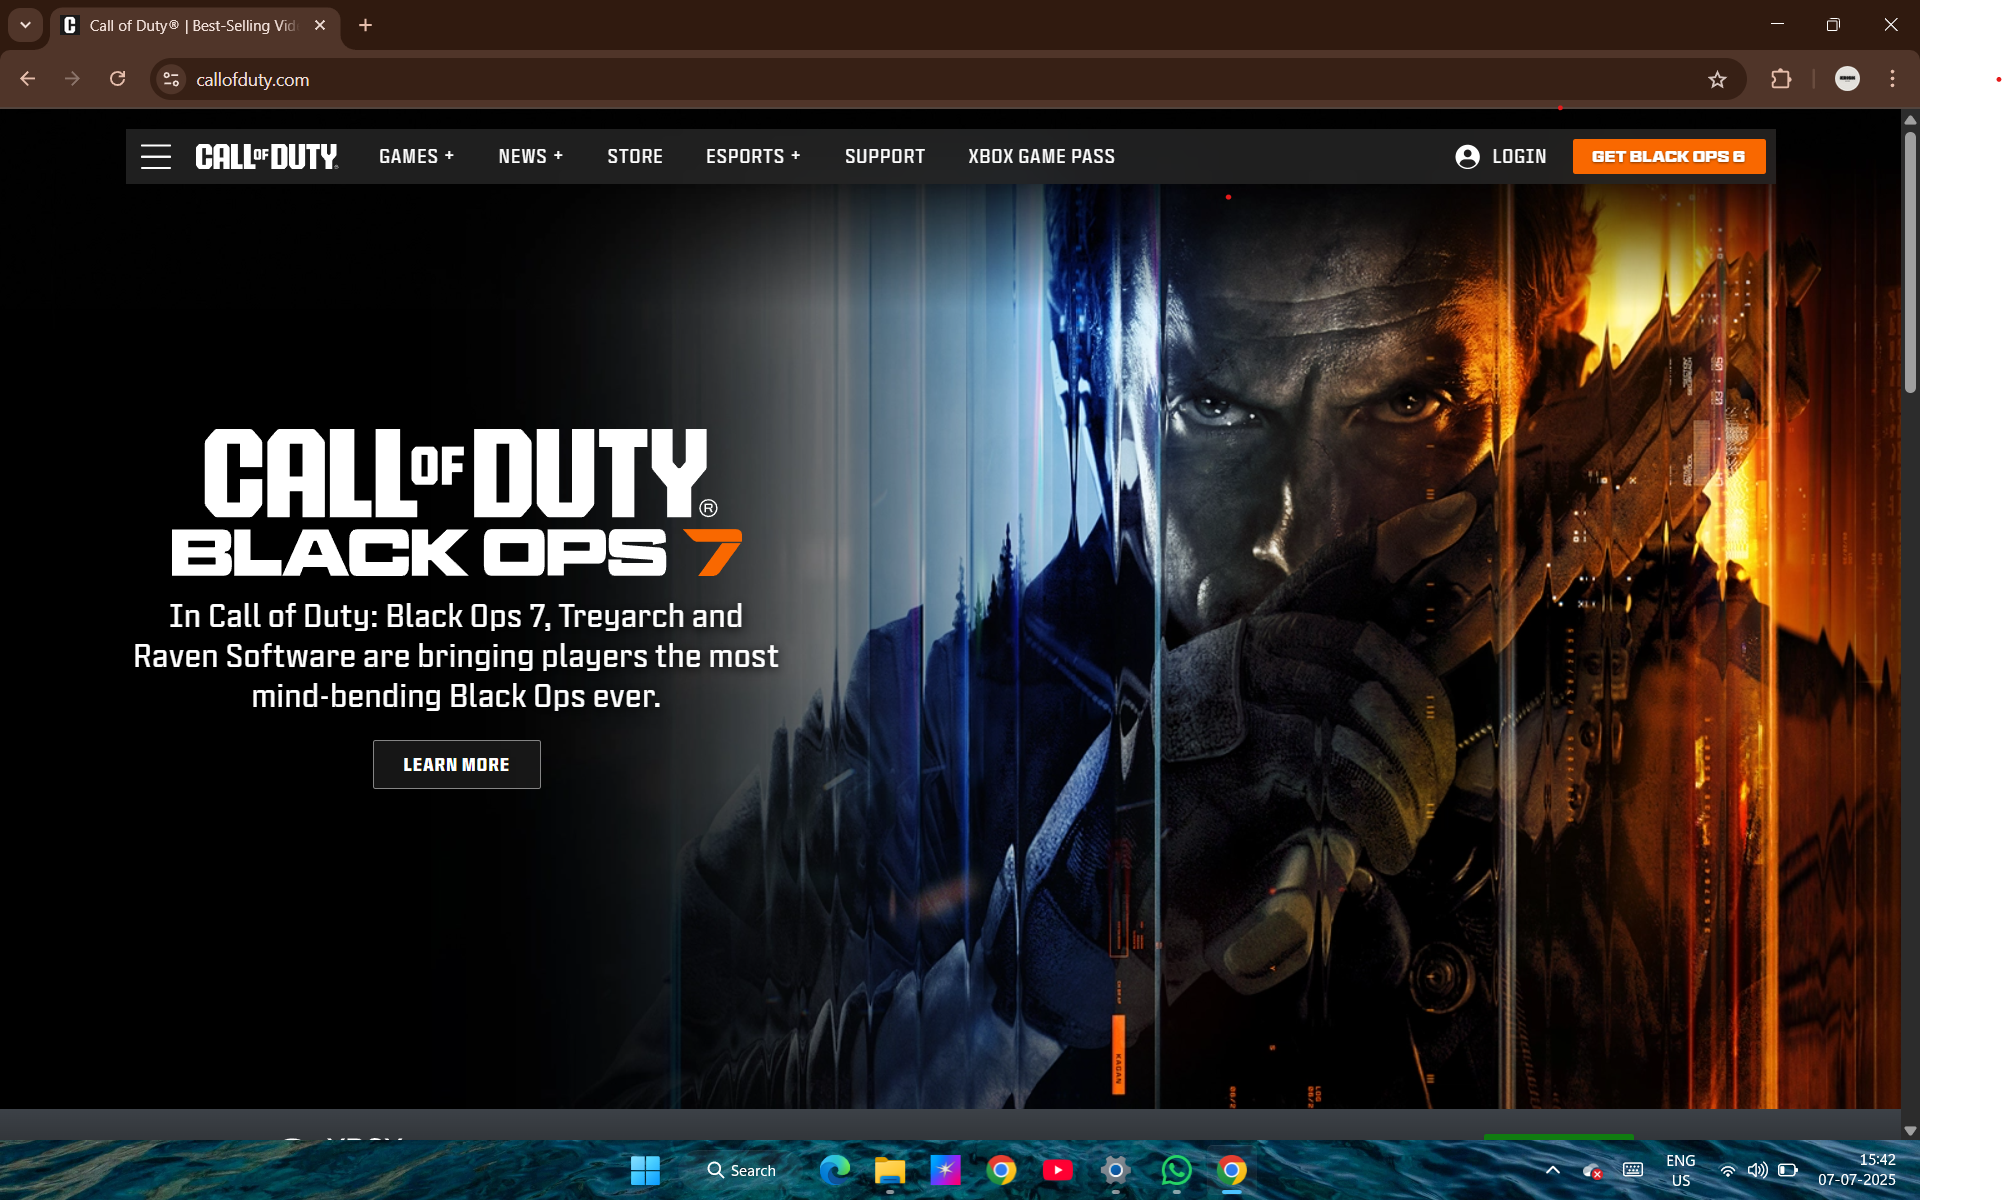 Call of Duty® | Best-Selling Vid
callofduty.com
CALL OF DUTY
GAMES +
NEWS +
STORE
ESPORTS +
SUPPORT
XBOX GAME PASS
LOGIN
GET BLACK OPS 6
CALL OF DUTY®
BLACK OPS 7
In Call of Duty: Black Ops 7, Treyarch and
Raven Software are bringing players the most
mind-bending Black Ops ever.
LEARN MORE
KAGAN
XBOX
Search
ENG
US
15:42
07-07-2025